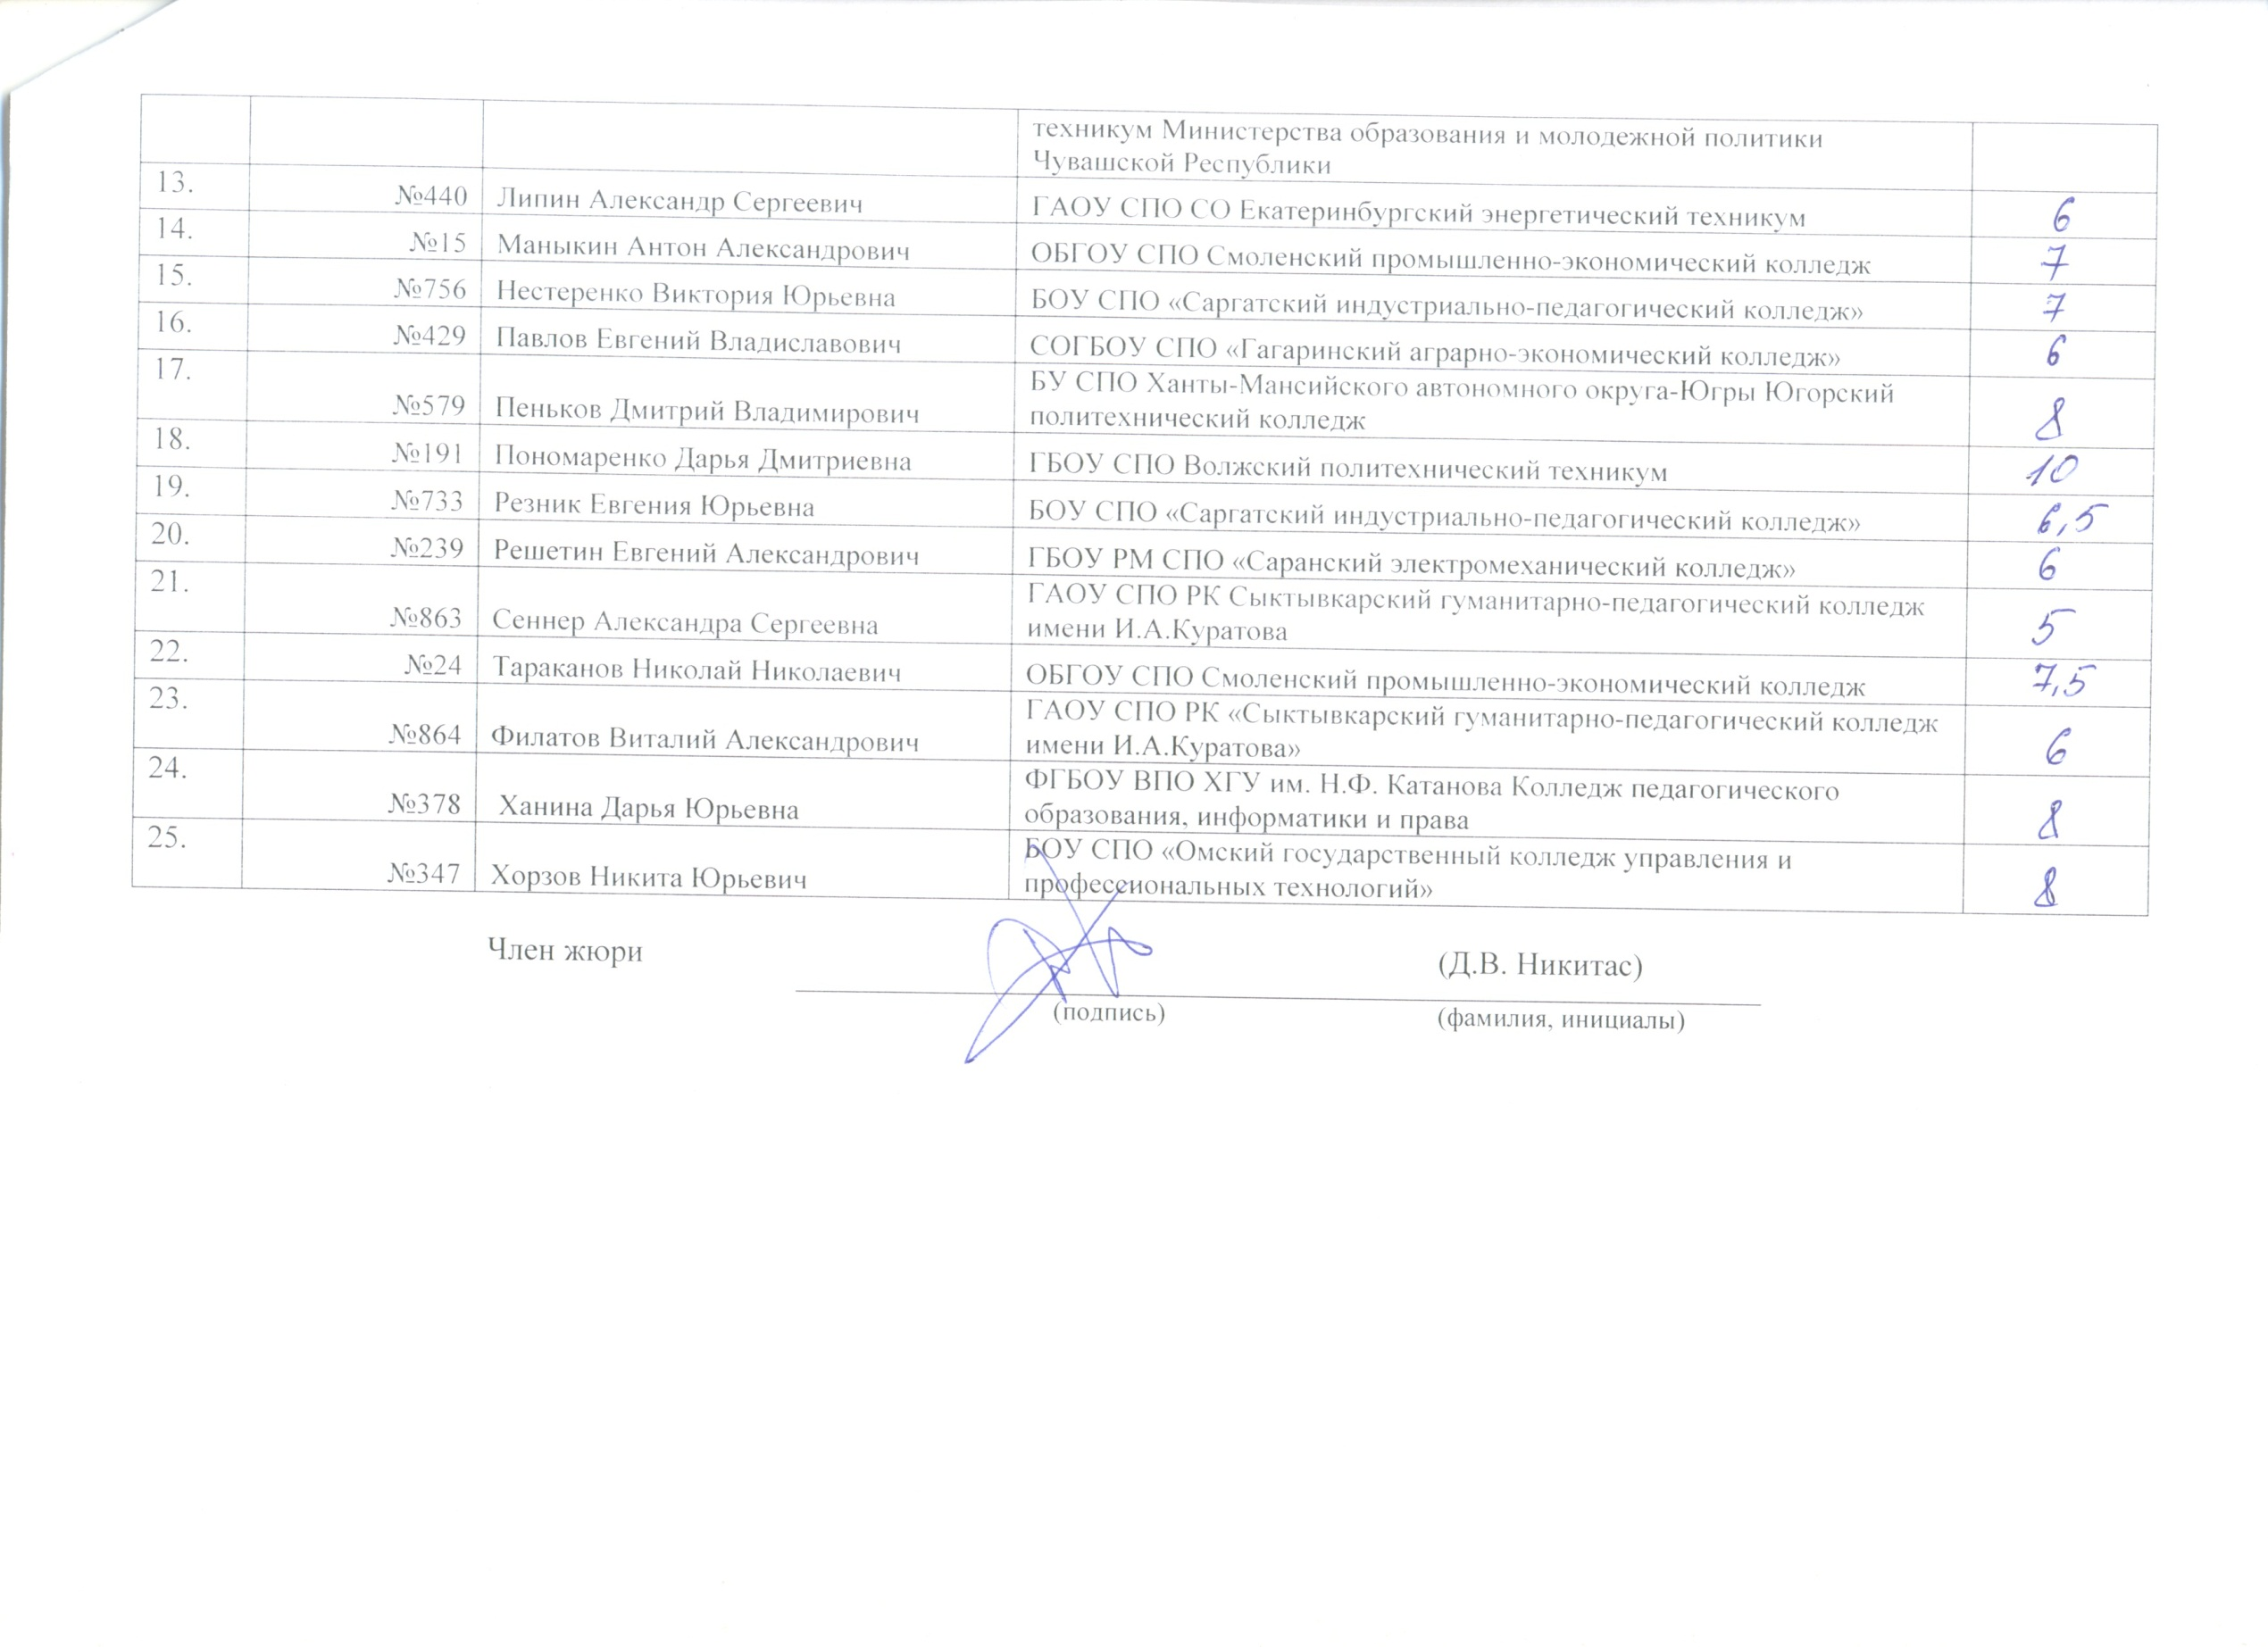 техникум Министерства образования и молодежной политики
Чувашской Республики
13. №440 Липин Александр Сергеевич ГАОУ СПО СО Екатеринбургский энергетический техникум 6
14. №15 Маныкин Антон Александрович ОБГОУ СПО Смоленский промышленно-экономический колледж 7
15. №756 Нестеренко Виктория Юрьевна БОУ СПО «Саргатский индустриально-педагогический колледж» 7
16. №429 Павлов Евгений Владиславович СОГБОУ СПО «Гагаринский аграрно-экономический колледж» 6
17. БУ СПО Ханты-Мансийского автономного округа-Югры Югорский
№579 Пеньков Дмитрий Владимирович политехнический колледж 8
18. №191 Пономаренко Дарья Дмитриевна ГБОУ СПО Волжский политехнический техникум 10
19. №733 Резник Евгения Юрьевна БОУ СПО «Саргатский индустриально-педагогический колледж» 6,5
20. №239 Решетин Евгений Александрович ГБОУ РМ СПО «Саранский электромеханический колледж» 6
21. ГАОУ СПО РК Сыктывкарский гуманитарно-педагогический колледж
№863 Сеннер Александра Сергеевна имени И.А.Куратова 5
22. №24 Тараканов Николай Николаевич ОБГОУ СПО Смоленский промышленно-экономический колледж 7,5
23. ГАОУ СПО РК «Сыктывкарский гуманитарно-педагогический колледж
№864 Филатов Виталий Александрович имени И.А.Куратова» 6
24. ФГБОУ ВПО ХГУ им. Н.Ф. Катанова Колледж педагогического
№378 Ханина Дарья Юрьевна образования, информатики и права 8
25. БОУ СПО «Омский государственный колледж управления и
№347 Хорзов Никита Юрьевич профессиональных технологий» 8
Член жюри (Д.В. Никитас)
(подпись) (фамилия, инициалы)